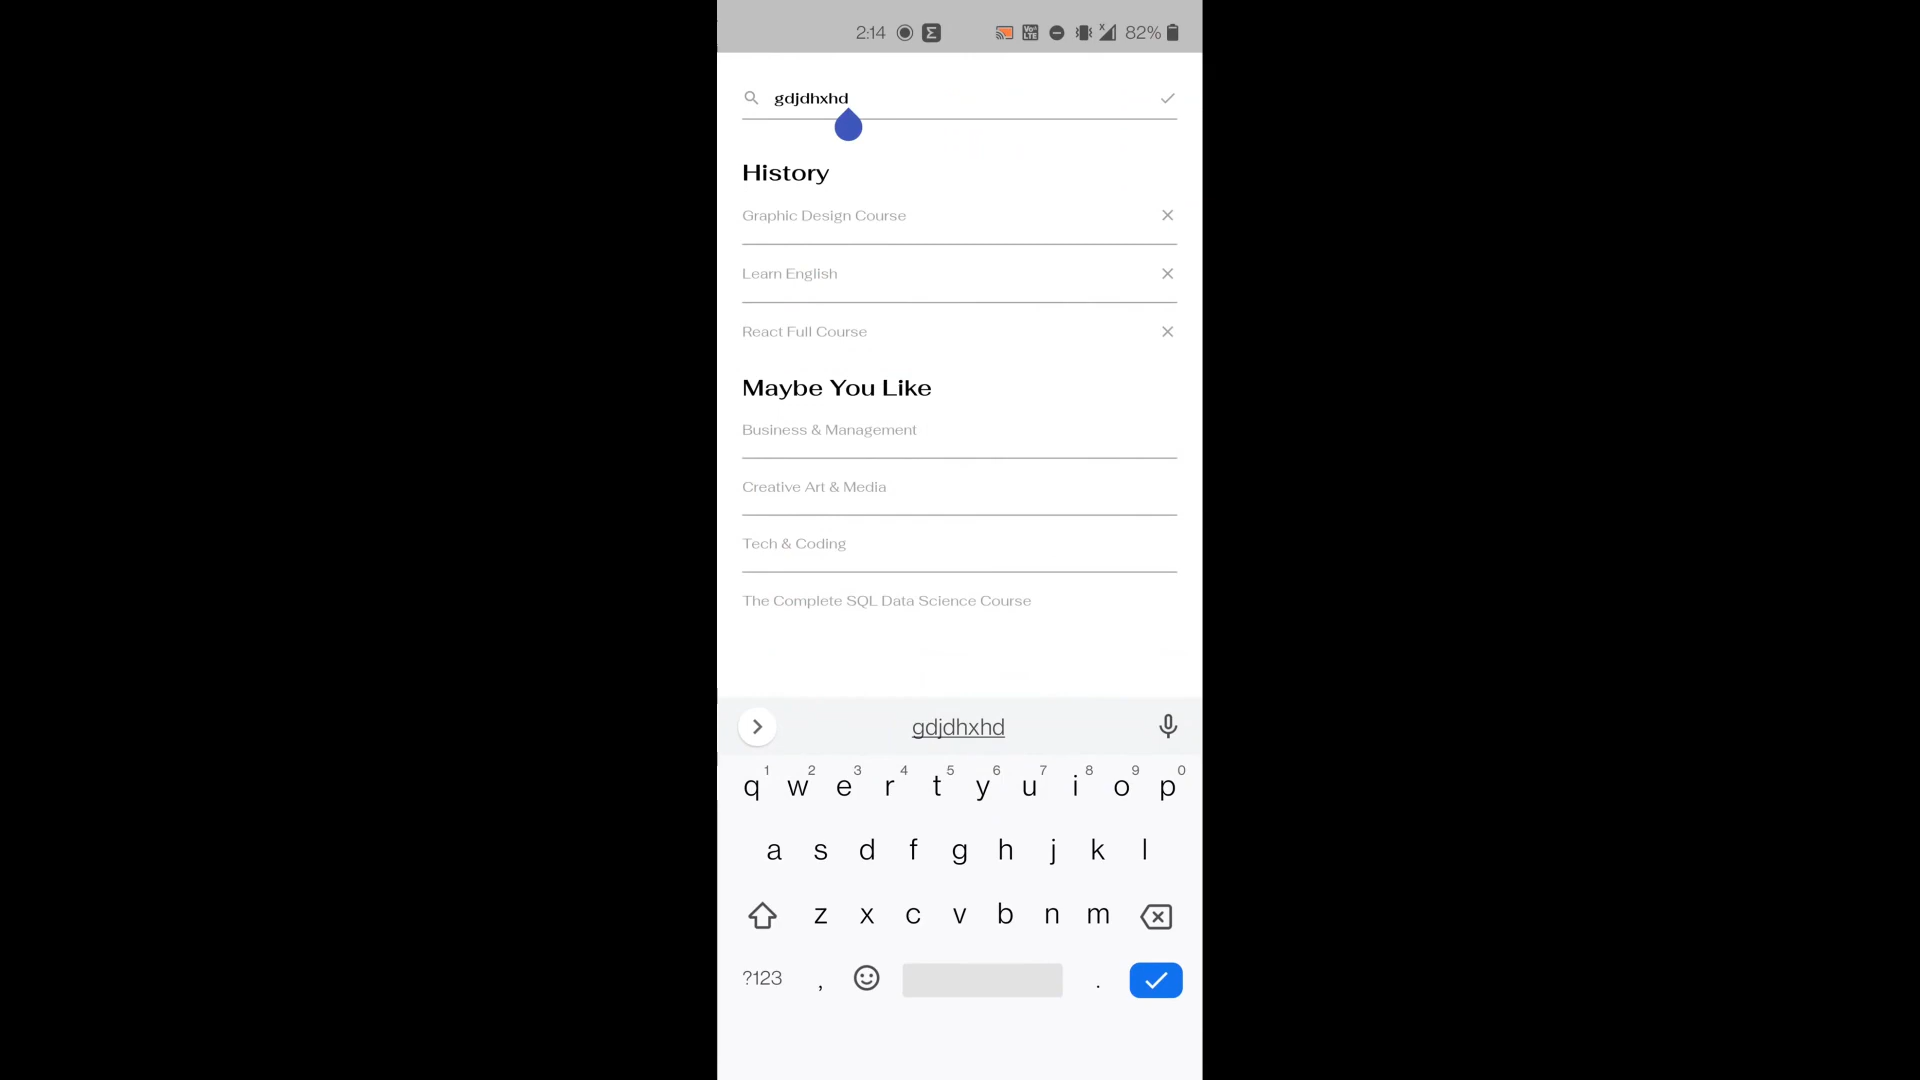 2:14 82%
gdjdhxhd
History
Graphic Design Course
Learn English
React Full Course
Maybe You Like
Business & Management
Creative Art & Media
Tech & Coding
The Complete SQL Data Science Course
gdjdhxhd
1 2 3 4 5 6 7 8 9 0
q w e r t y u i o p
a s d f g h j k l
z x c v b n m
?123 , .